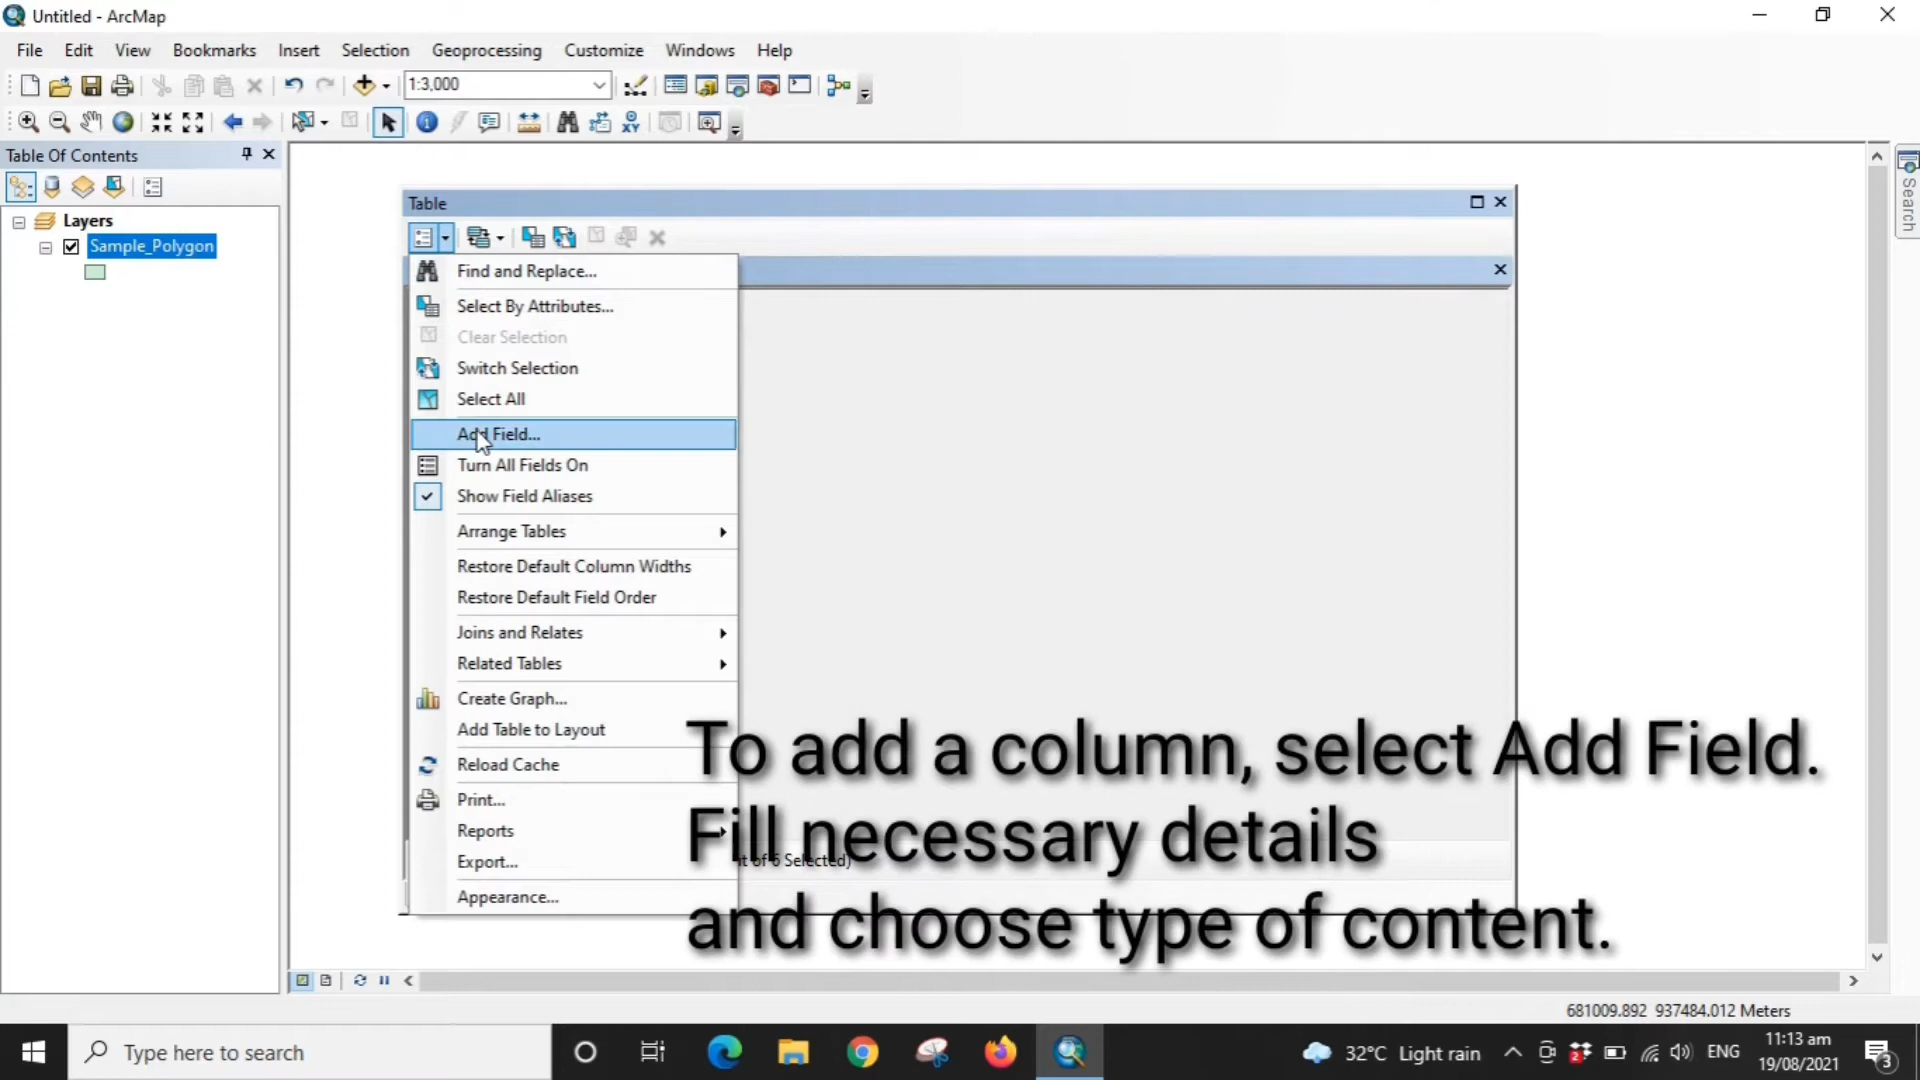 Untitled - ArcMap
File Edit View Bookmarks Insert Selection Geoprocessing Customize Windows Help
1:3,000
Table Of Contents
Layers
Sample_Polygon
Table
Find and Replace...
Select By Attributes...
Clear Selection
Switch Selection
Select All
Add Field...
Turn All Fields On
Show Field Aliases
Arrange Tables
Restore Default Column Widths
Restore Default Field Order
Joins and Relates
Related Tables
Create Graph...
Add Table to Layout
Reload Cache
Print...
Reports
Export...
Appearance...
of 6 Selected)
To add a column, select Add Field.
Fill necessary details
and choose type of content.
Search
681009.892 937484.012 Meters
Type here to search
32°C Light rain
ENG
11:13 am
19/08/2021
3